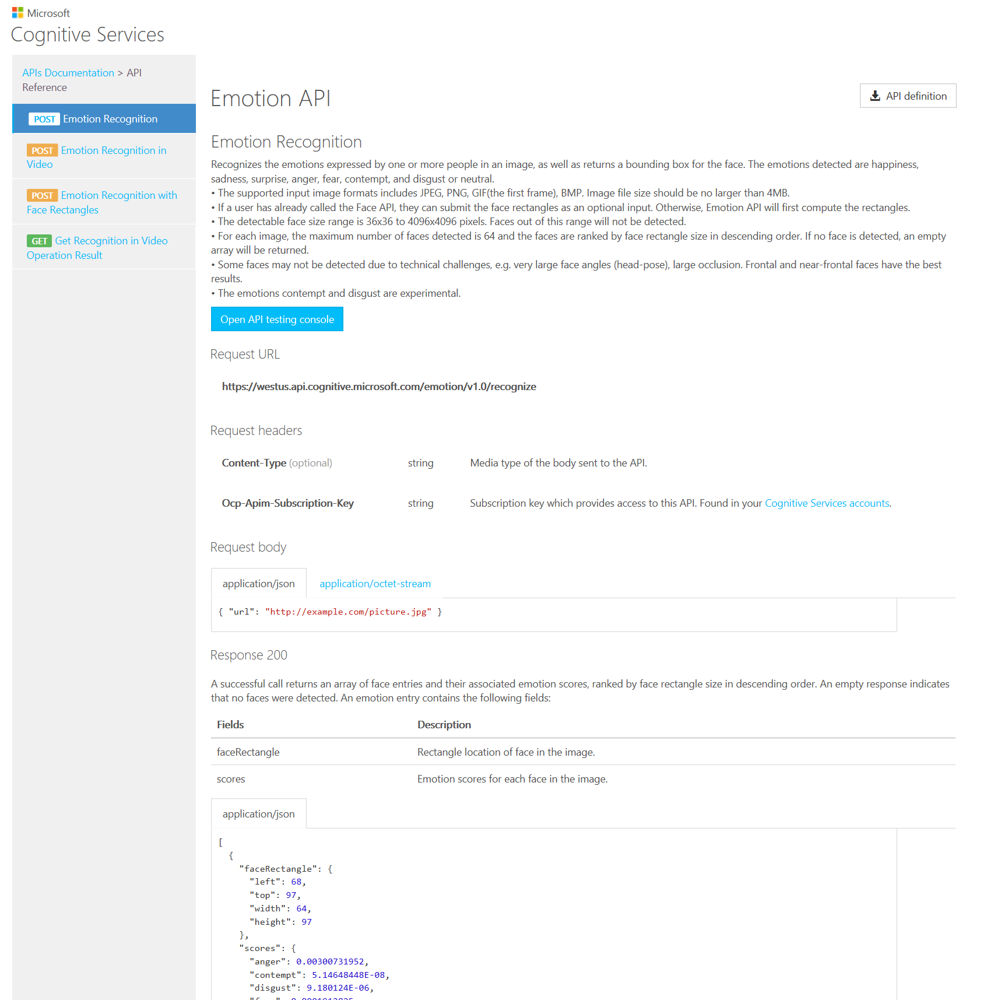 Microsoft
Cognitive Services
APIs Documentation > API
Reference
POST Emotion Recognition
POST Emotion Recognition in
Video
POST Emotion Recognition with
Face Rectangles
GET Get Recognition in Video
Operation Result
Emotion API
API definition
Emotion Recognition
Recognizes the emotions expressed by one or more people in an image, as well as returns a bounding box for the face. The emotions detected are happiness,
sadness, surprise, anger, fear, contempt, and disgust or neutral.
• The supported input image formats includes JPEG, PNG, GIF(the first frame), BMP. Image file size should be no larger than 4MB.
• If a user has already called the Face API, they can submit the face rectangles as an optional input. Otherwise, Emotion API will first compute the rectangles.
• The detectable face size range is 36x36 to 4096x4096 pixels. Faces out of this range will not be detected.
• For each image, the maximum number of faces detected is 64 and the faces are ranked by face rectangle size in descending order. If no face is detected, an empty
array will be returned.
• Some faces may not be detected due to technical challenges, e.g. very large face angles (head-pose), large occlusion. Frontal and near-frontal faces have the best
results.
• The emotions contempt and disgust are experimental.
Open API testing console
Request URL
https://westus.api.cognitive.microsoft.com/emotion/v1.0/recognize
Request headers
Content-Type (optional) string Media type of the body sent to the API.
Ocp-Apim-Subscription-Key string Subscription key which provides access to this API. Found in your Cognitive Services accounts.
Request body
application/json application/octet-stream
{ "url": "http://example.com/picture.jpg" }
Response 200
A successful call returns an array of face entries and their associated emotion scores, ranked by face rectangle size in descending order. An empty response indicates
that no faces were detected. An emotion entry contains the following fields:
Fields Description
faceRectangle Rectangle location of face in the image.
scores Emotion scores for each face in the image.
application/json
[
{
"faceRectangle": {
"left": 68,
"top": 97,
"width": 64,
"height": 97
},
"scores": {
"anger": 0.00300731952,
"contempt": 5.14648448E-08,
"disgust": 9.180124E-06,